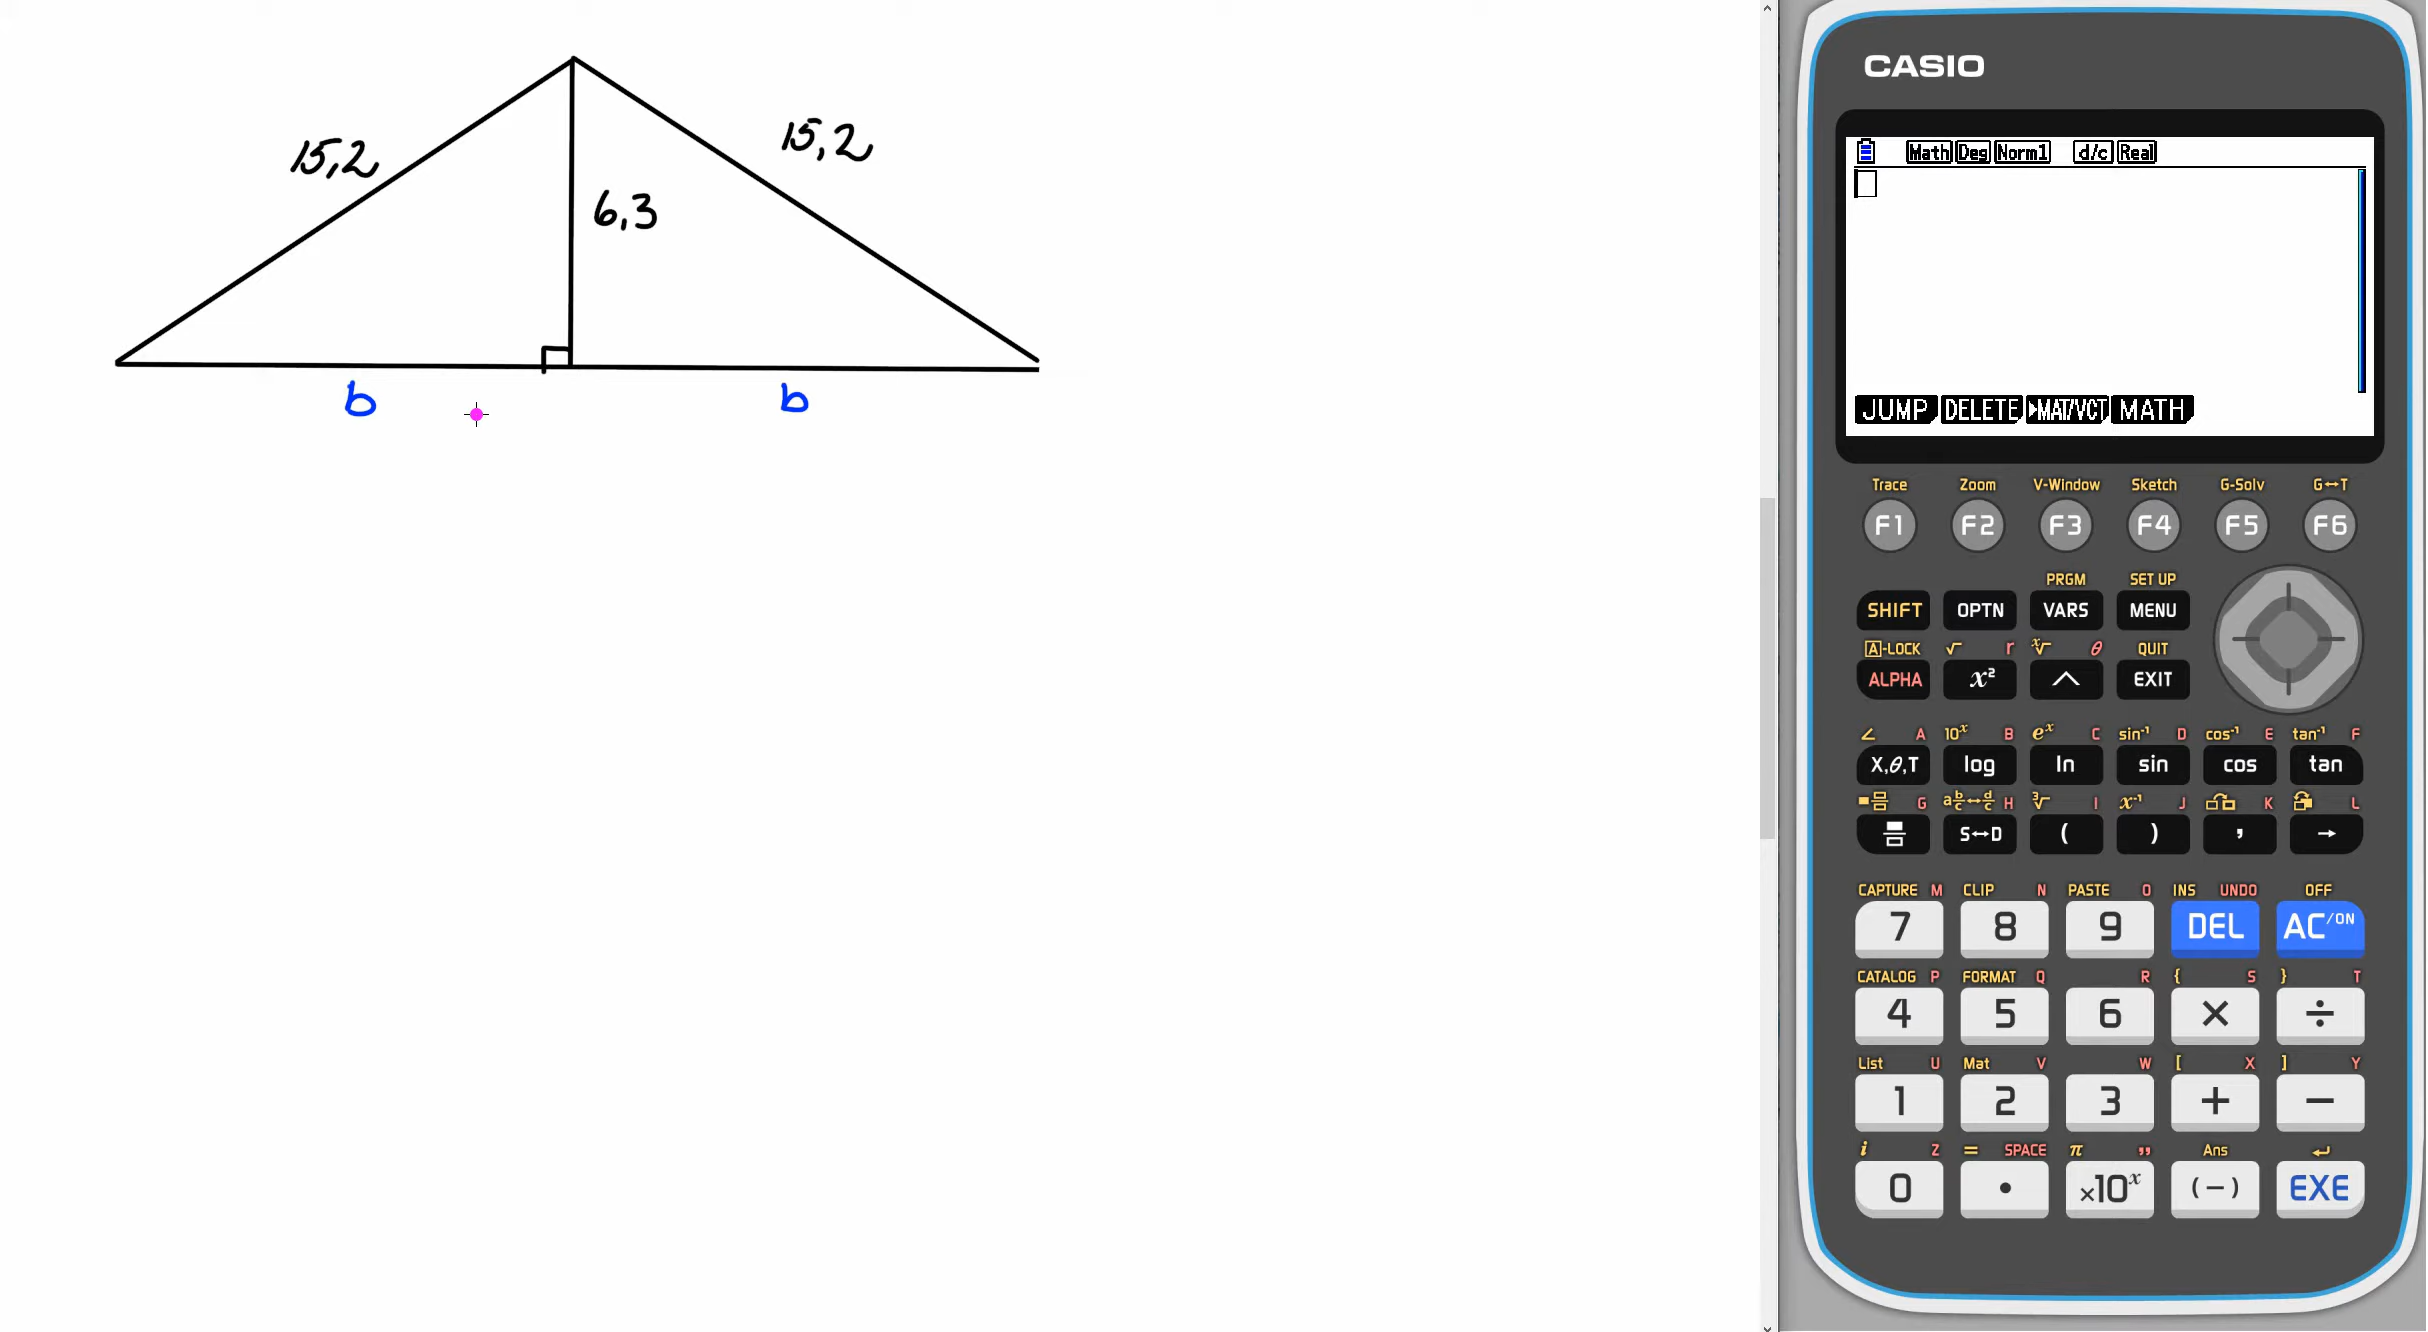 15,2
15,2
6,3
b
b
CASIO
Math Deg Norm1 d/c Real
JUMP DELETE ▶MAT/VCT MATH
Trace Zoom V-Window Sketch G-Solv G↔T
F1 F2 F3 F4 F5 F6
PRGM SET UP
SHIFT OPTN VARS MENU
A-LOCK √ r ˣ√ θ QUIT
ALPHA x² ^ EXIT
∠ A 10ˣ B eˣ C sin⁻¹ D cos⁻¹ E tan⁻¹ F
X,θ,T log ln sin cos tan
G a b/c↔d/c H ³√ I x⁻¹ J K L
S↔D ( ) , →
CAPTURE M CLIP N PASTE O INS UNDO OFF
7 8 9 DEL AC/ON
CATALOG P FORMAT Q R { S } T
4 5 6 × ÷
List U Mat V W [ X ] Y
1 2 3 + −
i Z = SPACE π " Ans ↵
0 • ×10ˣ (−) EXE